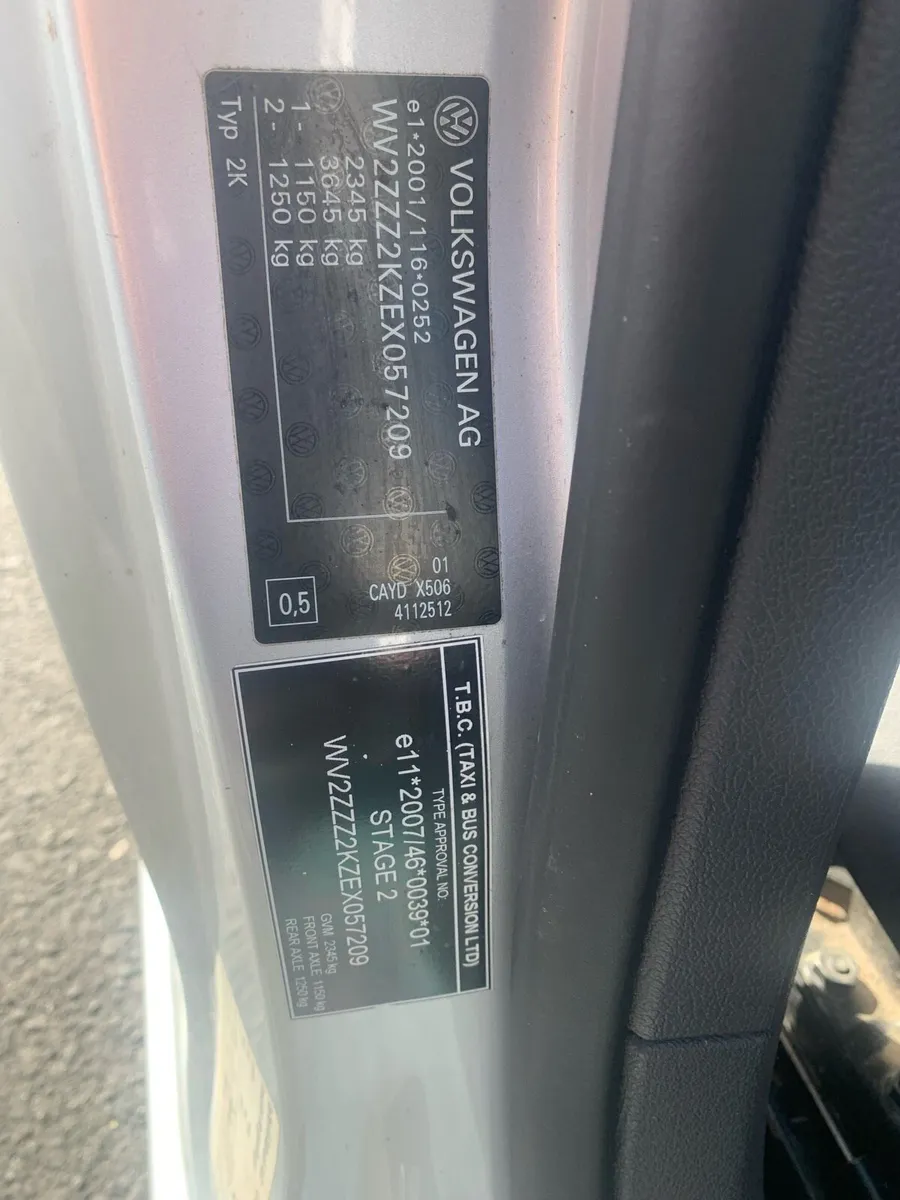 VOLKSWAGEN AG
e1*2001/116*0252
WV2ZZZ2KZEX057209
2345 kg
3645 kg
1- 1150 kg
2- 1250 kg
Typ 2K
01
CAYD X506
4112512
0,5
T.B.C. (TAXI & BUS CONVERSION LTD)
TYPE APPROVAL NO:
e11*2007/46*0039*01
STAGE 2
WV2ZZZ2KZEX057209
GVM 2345 kg
FRONT AXLE 1150 kg
REAR AXLE 1250 kg